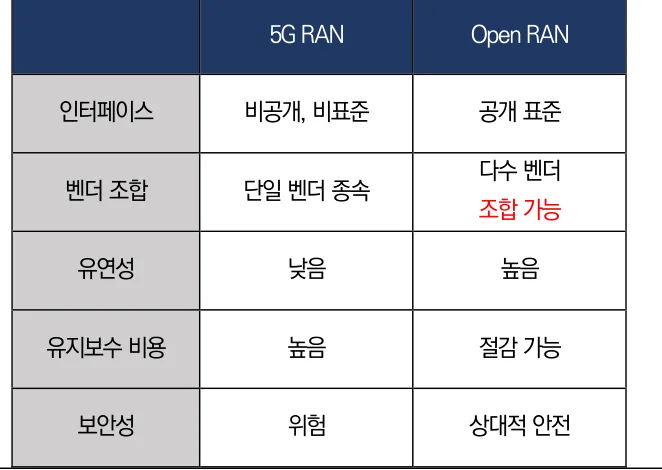 5G RAN Open RAN
인터페이스 비공개, 비표준 공개 표준
벤더 조합 단일 벤더 종속 다수 벤더
조합 가능
유연성 낮음 높음
유지보수 비용 높음 절감 가능
보안성 위험 상대적 안전